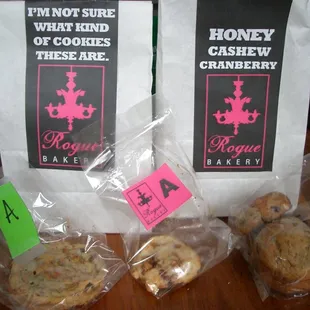 I'M NOT SURE
WHAT KIND
OF COOKIES
THESE ARE.
Rogue
BAKERY
HONEY
CASHEW
CRANBERRY
Rogue
BAKERY
A
A